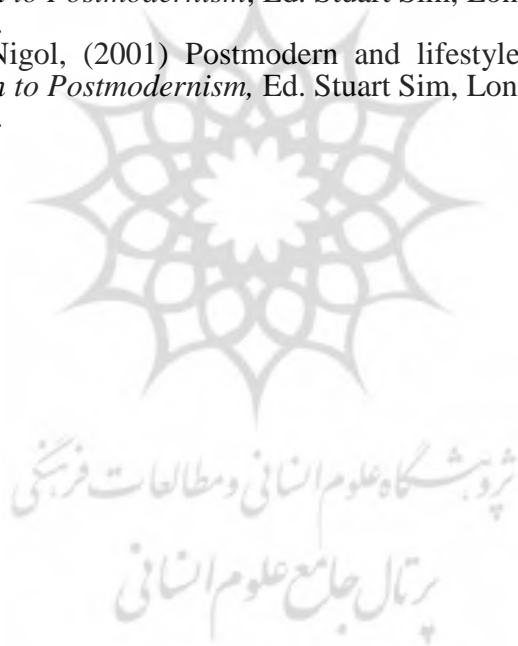 n to Postmodernism, Ed. Stuart Sim, Lon
.
Nigol, (2001) Postmodern and lifestyle
n to Postmodernism, Ed. Stuart Sim, Lon
.
پژوهشگاه علوم انسانی و مطالعات فرهنگی
پرتال جامع علوم انسانی